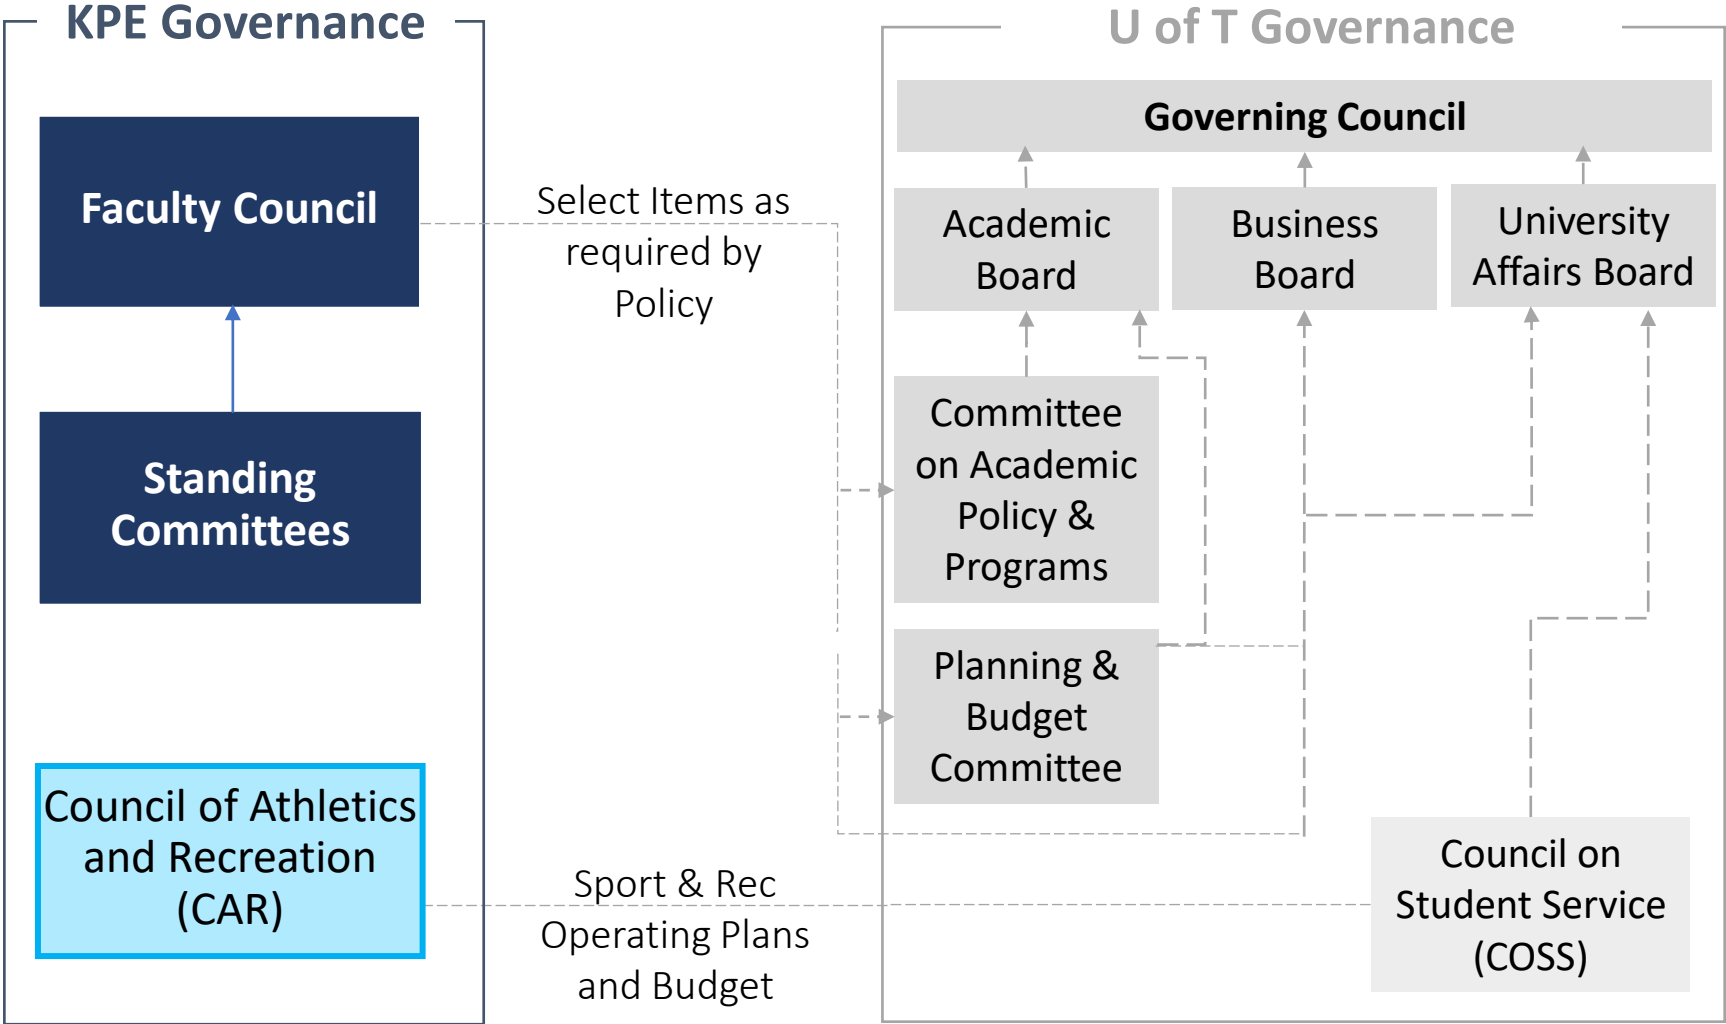 KPE Governance
Faculty Council
Standing
Committees
Council of Athletics
and Recreation
(CAR)
Select Items as
required by
Policy
Sport & Rec
Operating Plans
and Budget
U of T Governance
Governing Council
Academic
Board
Business
Board
University
Affairs Board
Committee
on Academic
Policy &
Programs
Planning &
Budget
Committee
Council on
Student Service
(COSS)